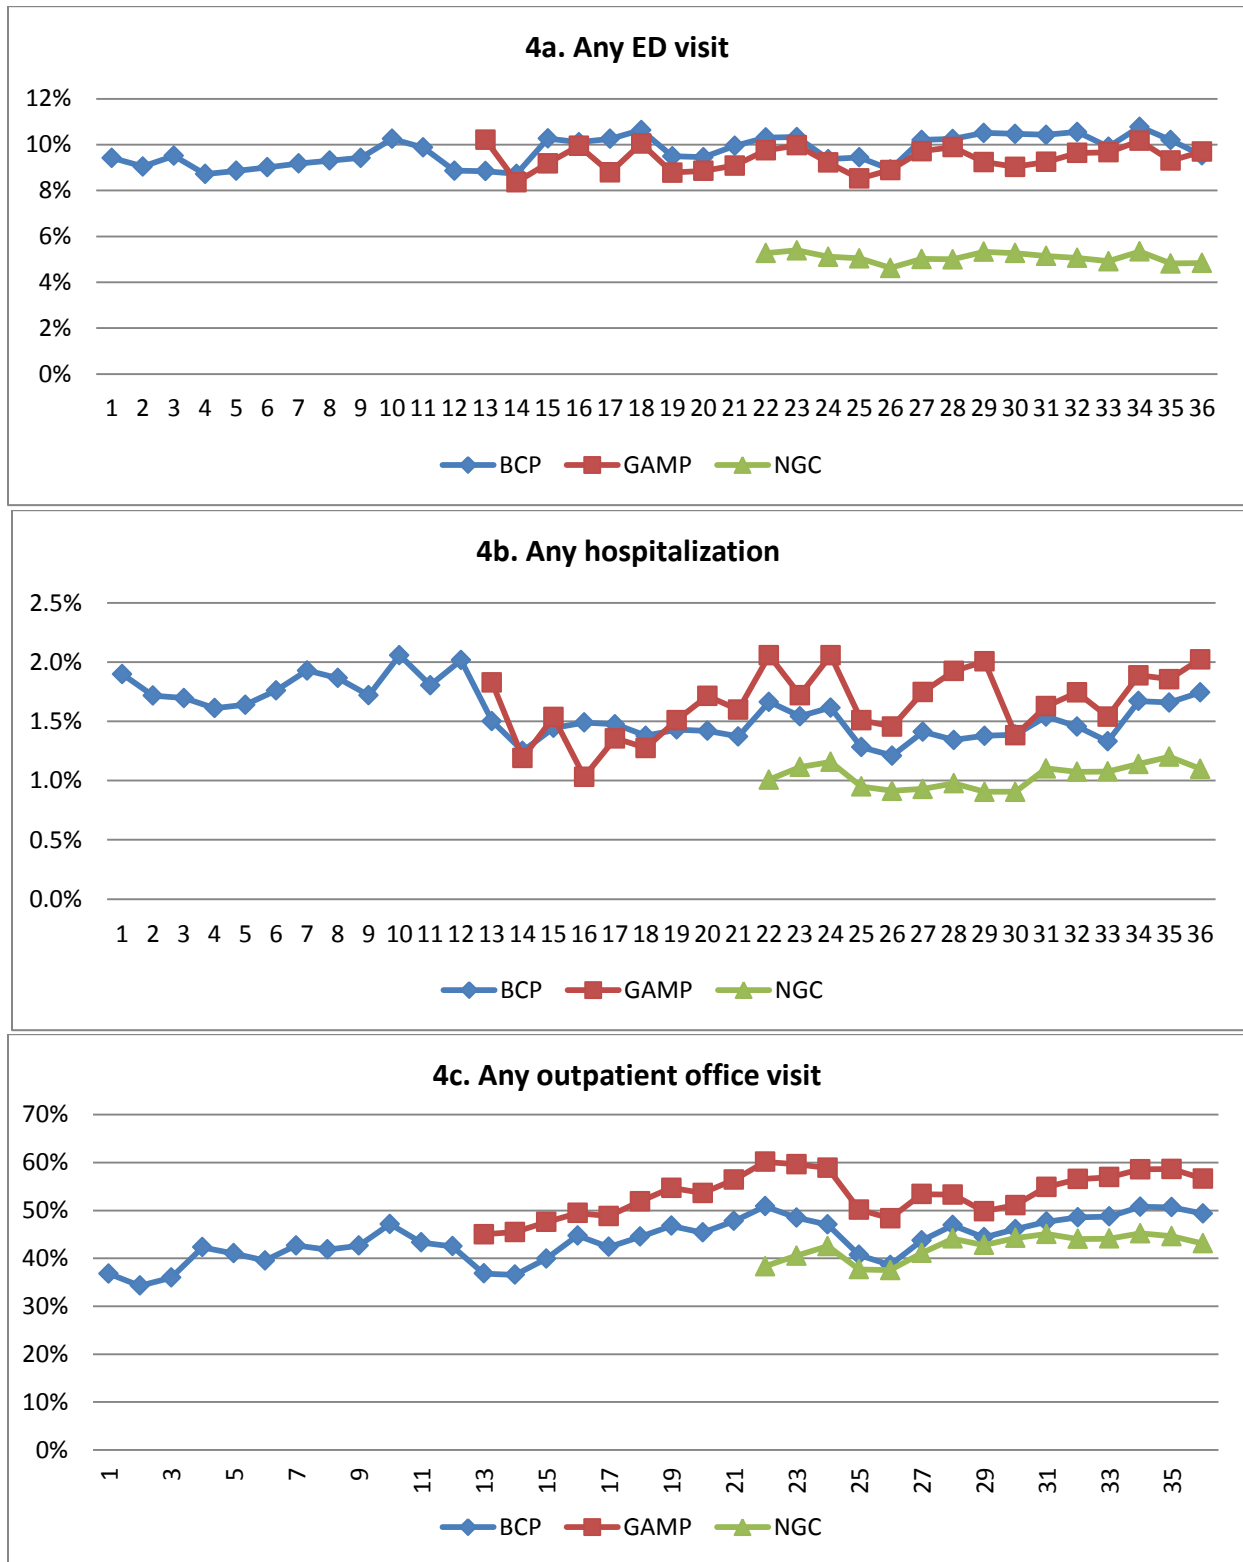 4a. Any ED visit
12%
10%
8%
6%
4%
2%
0%
1 2 3 4 5 6 7 8 9 10 11 12 13 14 15 16 17 18 19 20 21 22 23 24 25 26 27 28 29 30 31 32 33 34 35 36
BCP GAMP NGC
4b. Any hospitalization
2.5%
2.0%
1.5%
1.0%
0.5%
0.0%
1 2 3 4 5 6 7 8 9 10 11 12 13 14 15 16 17 18 19 20 21 22 23 24 25 26 27 28 29 30 31 32 33 34 35 36
BCP GAMP NGC
4c. Any outpatient office visit
70%
60%
50%
40%
30%
20%
10%
0%
1 3 5 7 9 11 13 15 17 19 21 23 25 27 29 31 33 35
BCP GAMP NGC